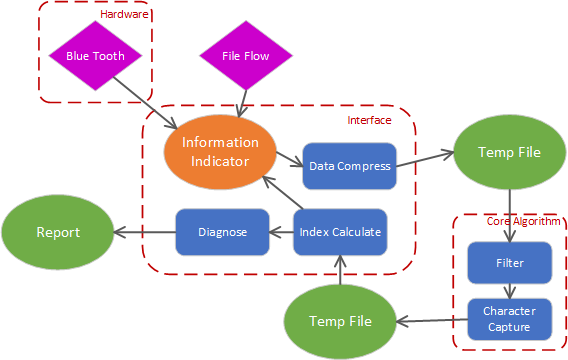 Hardware
Blue Tooth
File Flow
Interface
Information
Indicator
Data Compress
Temp File
Core Algorithm
Report
Diagnose
Index Calculate
Filter
Temp File
Character
Capture